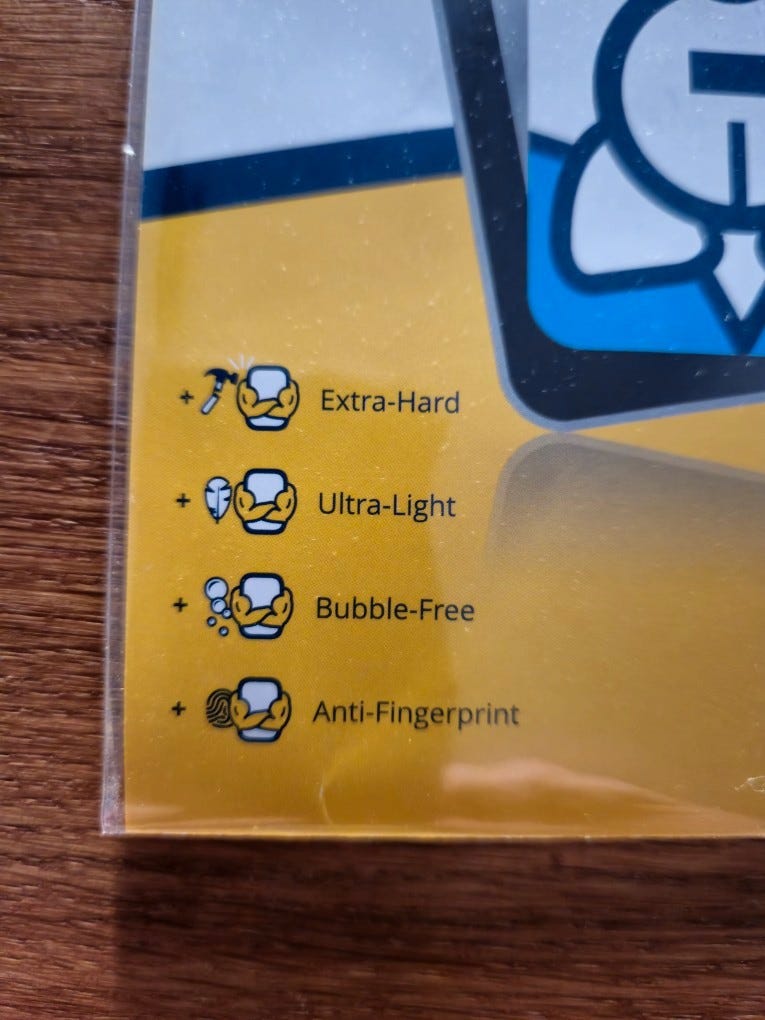 + Extra-Hard
+ Ultra-Light
+ Bubble-Free
+ Anti-Fingerprint